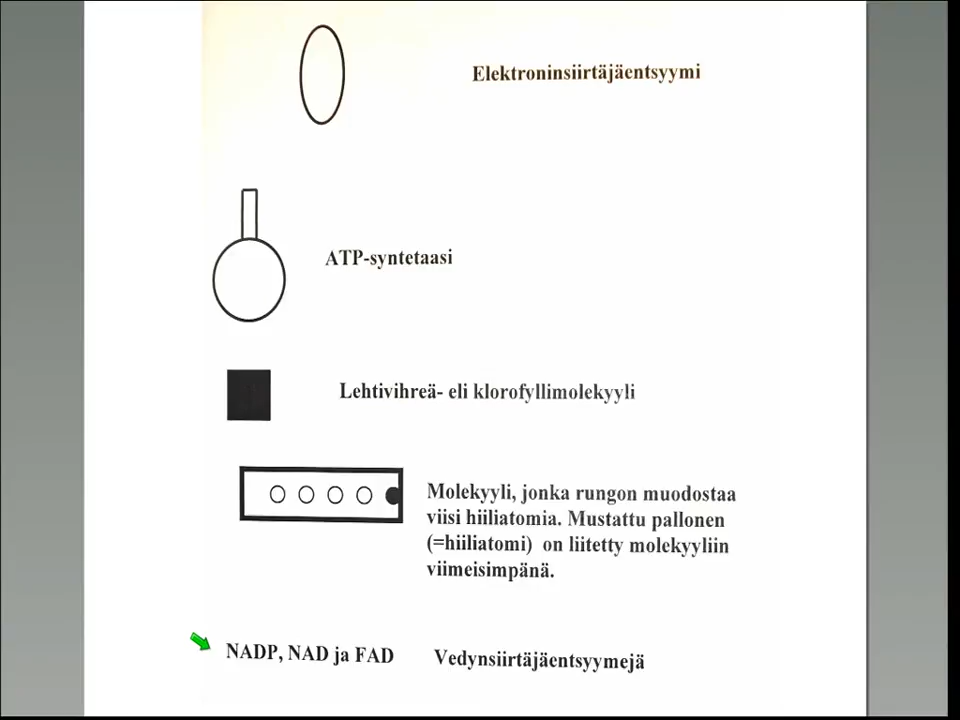 Elektroninsiirtäjäentsyymi
ATP-syntetaasi
Lehtivihreä- eli klorofyllimolekyyli
Molekyyli, jonka rungon muodostaa
viisi hiiliatomia. Mustattu pallonen
(=hiiliatomi) on liitetty molekyyliin
viimeisimpänä.
NADP, NAD ja FAD Vedynsiirtäjäentsyymejä